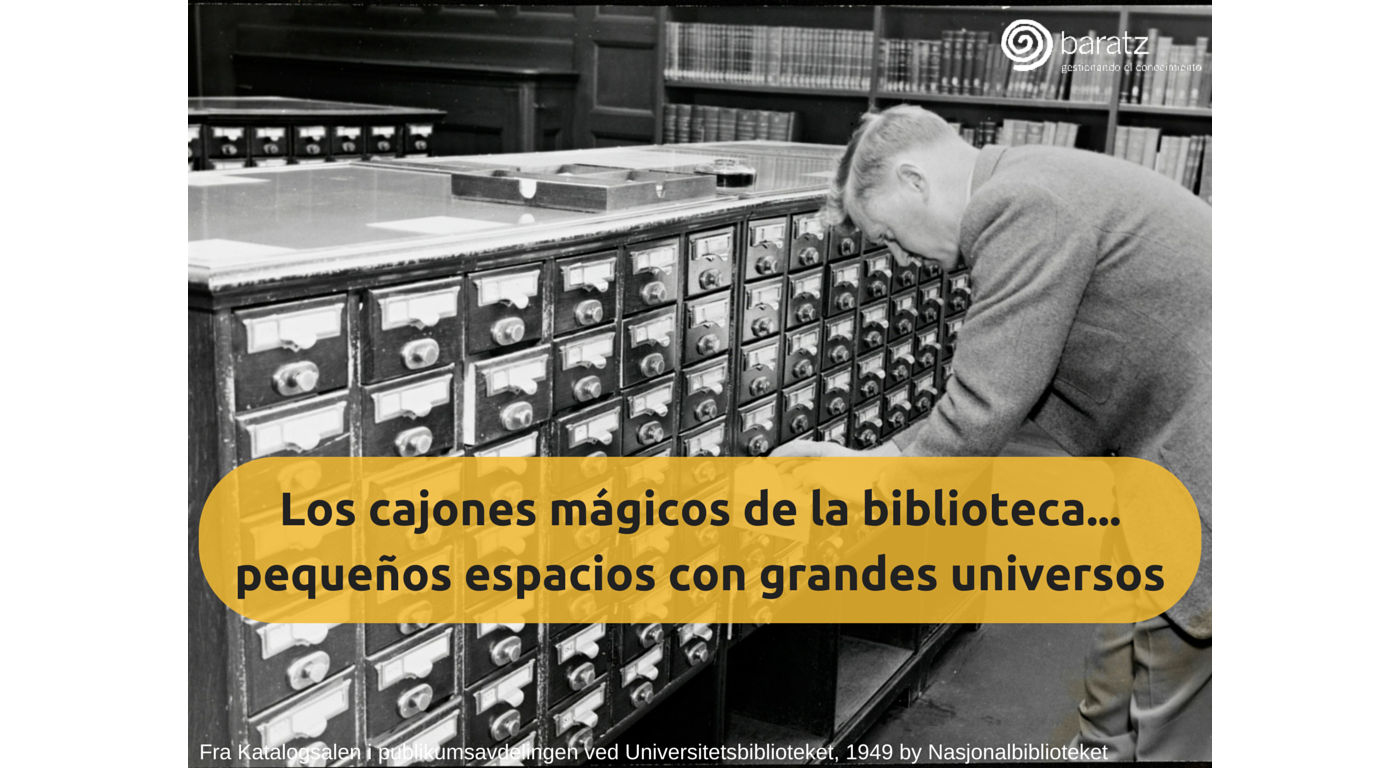 baratz
gestionando el conocimiento
Los cajones mágicos de la biblioteca...
pequeños espacios con grandes universos
Fra Katalogsalen i publikumsavdelingen ved Universitetsbiblioteket, 1949 by Nasjonalbiblioteket